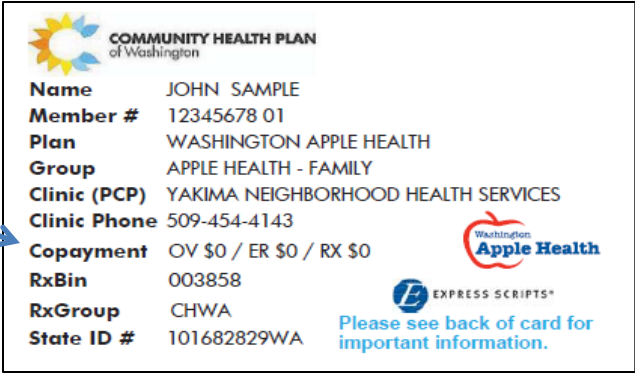 COMMUNITY HEALTH PLAN
of Washington
Name JOHN SAMPLE
Member # 12345678 01
Plan WASHINGTON APPLE HEALTH
Group APPLE HEALTH - FAMILY
Clinic (PCP) YAKIMA NEIGHBORHOOD HEALTH SERVICES
Clinic Phone 509-454-4143
Copayment OV $0 / ER $0 / RX $0
Washington
Apple Health
RxBin 003858
EXPRESS SCRIPTS®
RxGroup CHWA
State ID # 101682829WA
Please see back of card for
important information.